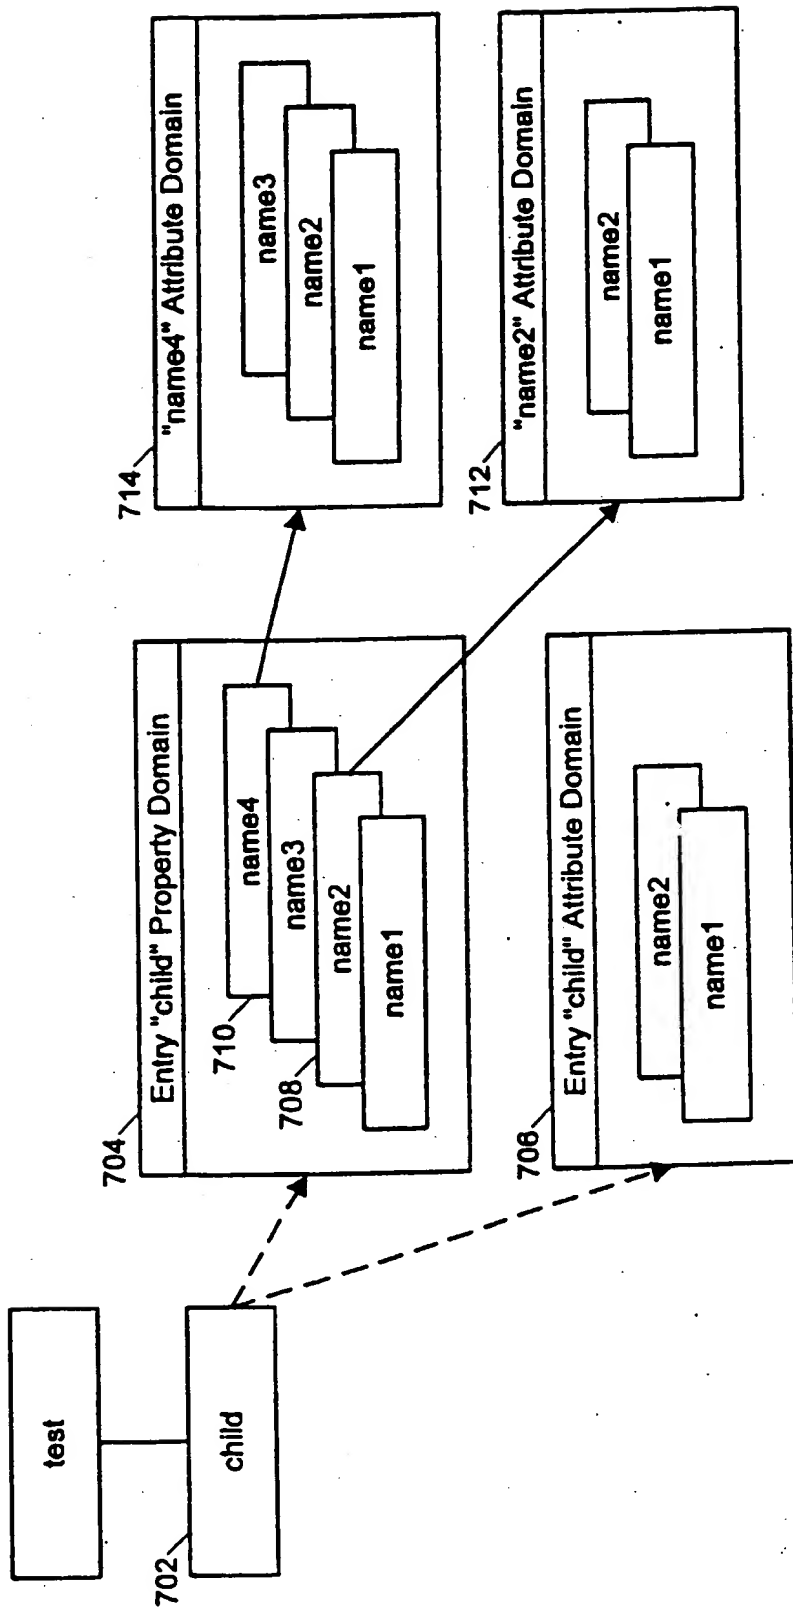 test
702
child
704
Entry "child" Property Domain
710
name4
name3
708
name2
name1
706
Entry "child" Attribute Domain
name2
name1
714
"name4" Attribute Domain
name3
name2
name1
712
"name2" Attribute Domain
name2
name1